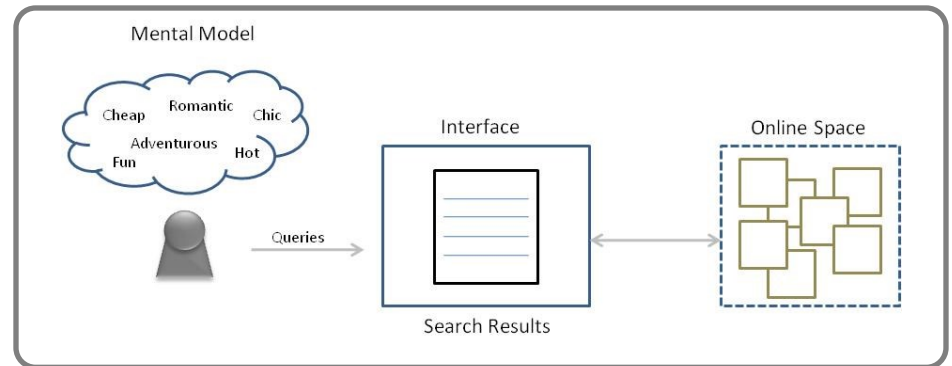 Mental Model
Cheap Romantic Chic
Adventurous
Fun Hot
Queries
Interface
Search Results
Online Space